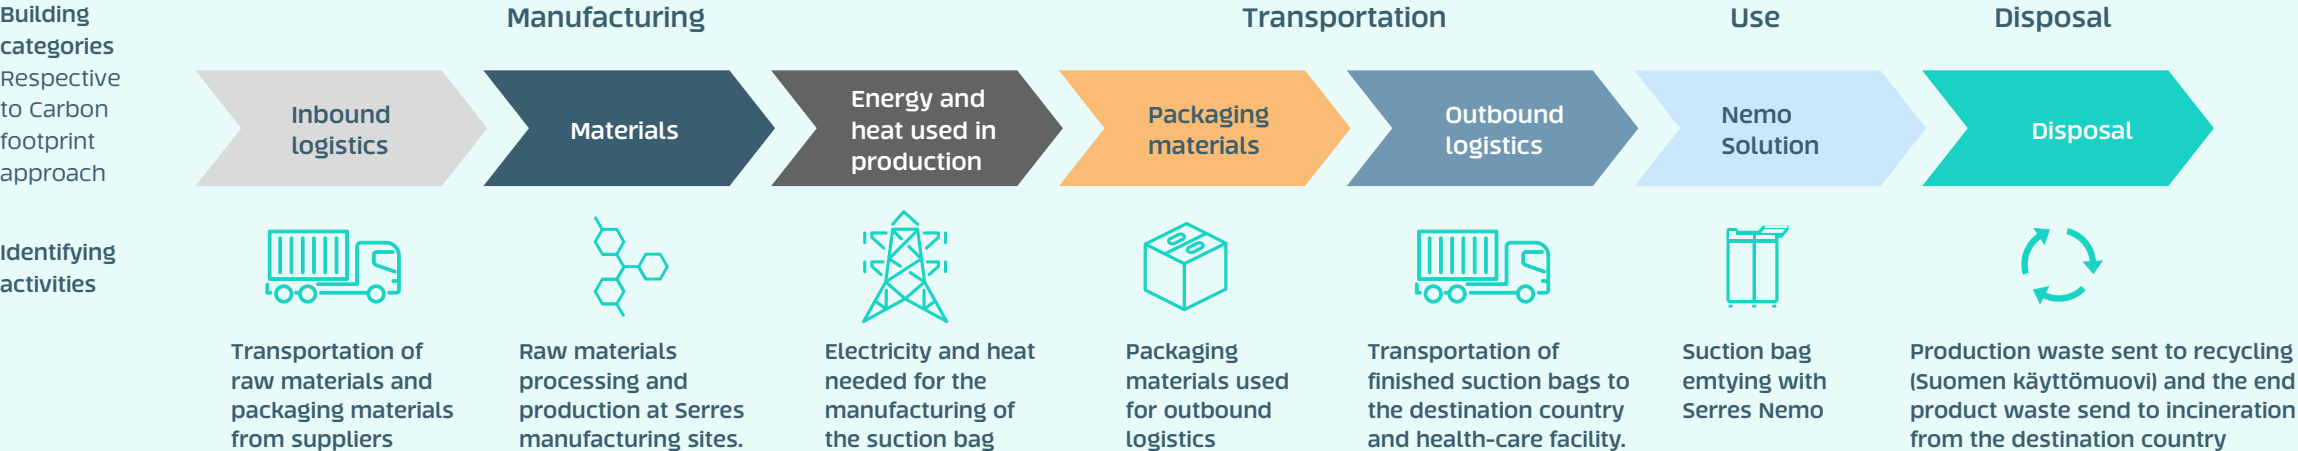 Building
categories
Respective
to Carbon
footprint
approach
Manufacturing
Transportation
Use
Disposal
Inbound
logistics
Materials
Energy and
heat used in
production
Packaging
materials
Outbound
logistics
Nemo
Solution
Disposal
Identifying
activities
Transportation of
raw materials and
packaging materials
from suppliers
Raw materials
processing and
production at Serres
manufacturing sites.
Electricity and heat
needed for the
manufacturing of
the suction bag
Packaging
materials used
for outbound
logistics
Transportation of
finished suction bags to
the destination country
and health-care facility.
Suction bag
emtying with
Serres Nemo
Production waste sent to recycling
(Suomen käyttömuovi) and the end
product waste send to incineration
from the destination country